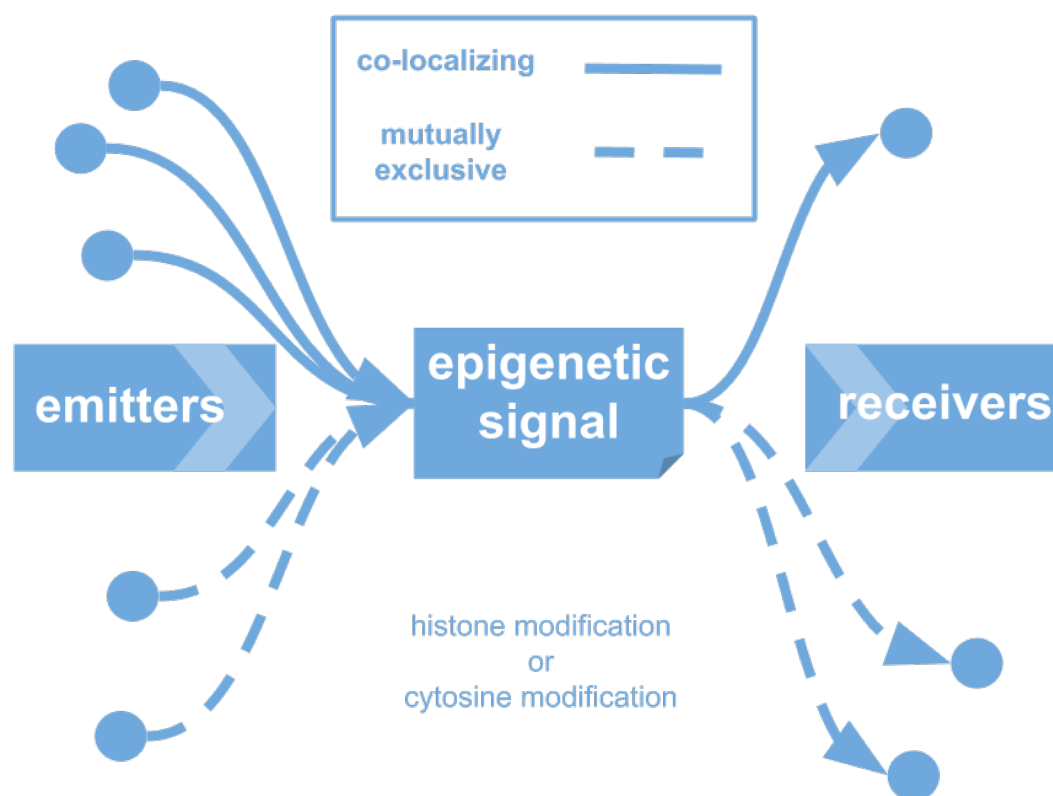 co-localizing
mutually
exclusive
emitters
epigenetic
signal
receivers
histone modification
or
cytosine modification